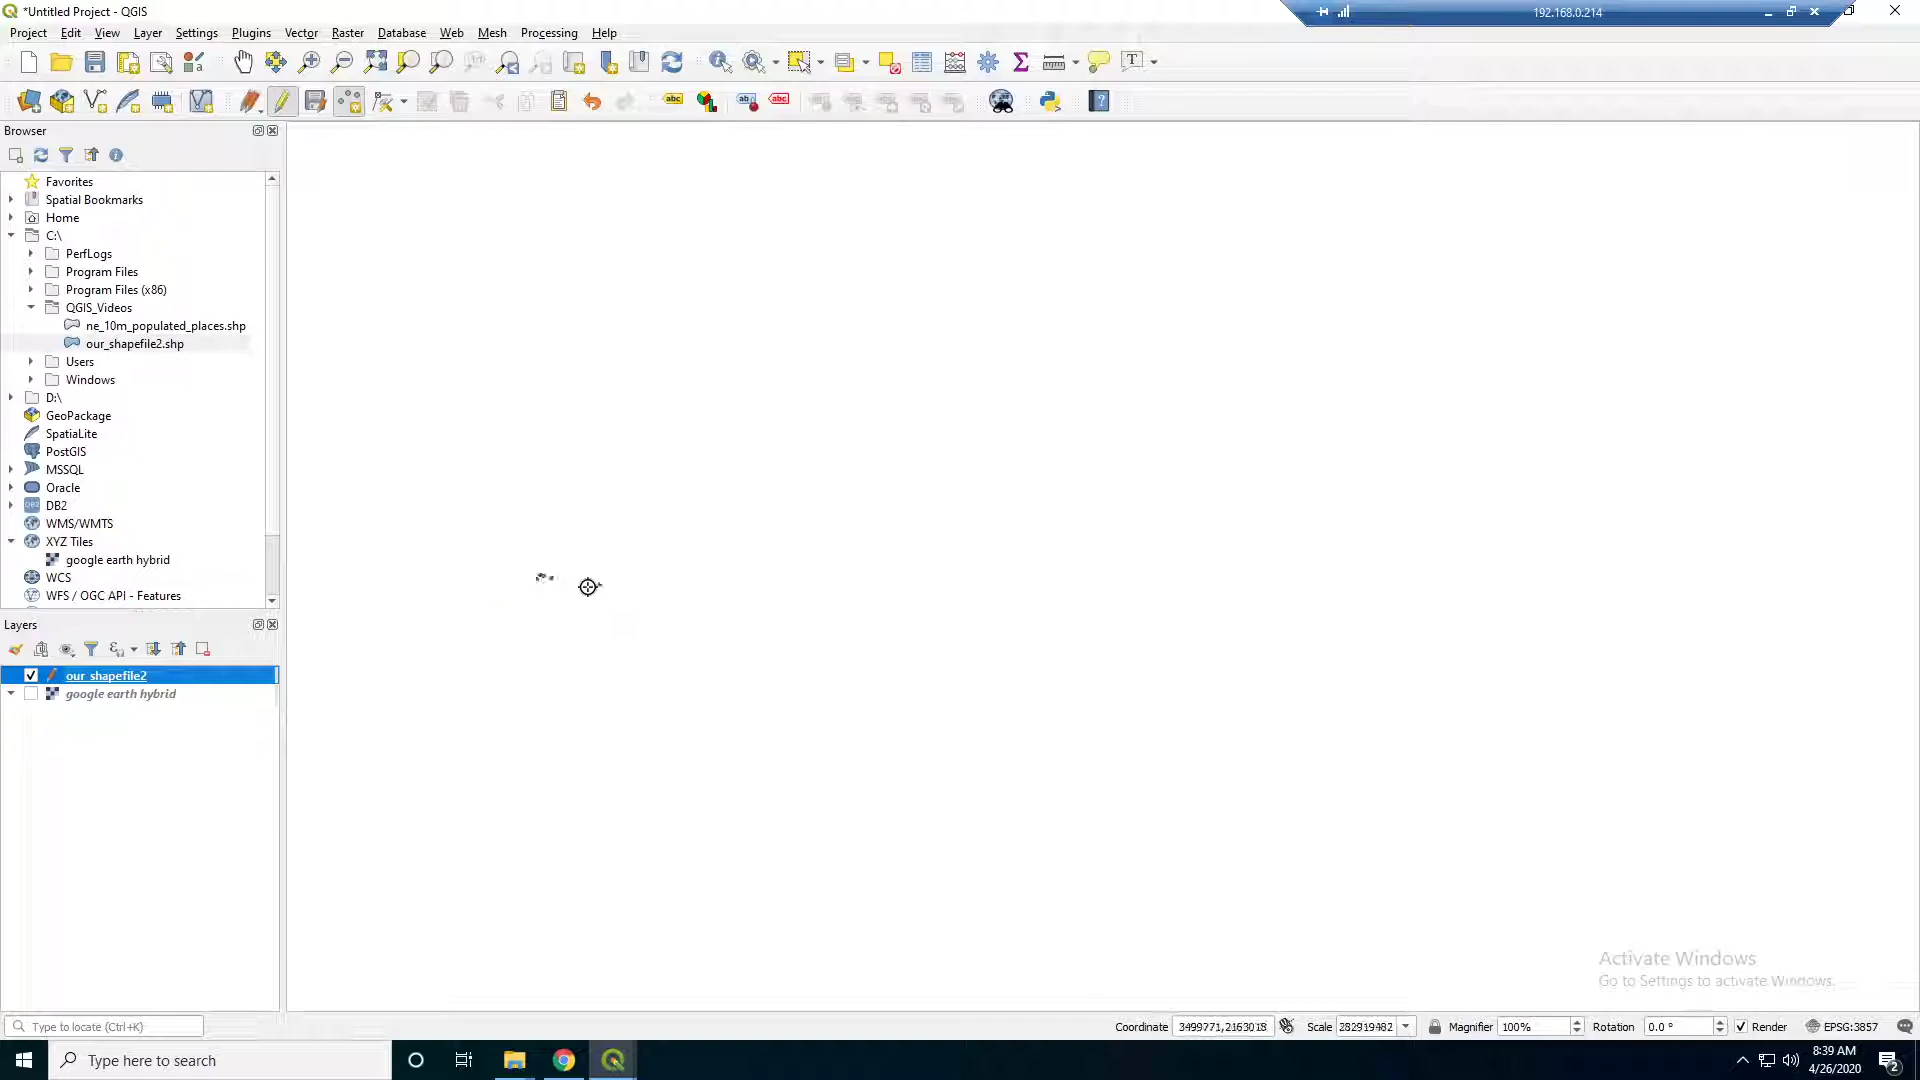 *Untitled Project - QGIS
192.168.0.214
Project Edit View Layer Settings Plugins Vector Raster Database Web Mesh Processing Help
Browser
Favorites
Spatial Bookmarks
Home
C:\
PerfLogs
Program Files
Program Files (x86)
QGIS_Videos
ne_10m_populated_places.shp
our_shapefile2.shp
Users
Windows
D:\
GeoPackage
SpatiaLite
PostGIS
MSSQL
Oracle
DB2
WMS/WMTS
XYZ Tiles
google earth hybrid
WCS
WFS / OGC API - Features
Layers
our_shapefile2
google earth hybrid
Activate Windows
Go to Settings to activate Windows.
Type to locate (Ctrl+K)
Coordinate 3499771,2163018 Scale 282919482 Magnifier 100% Rotation 0.0 ° Render EPSG:3857
Type here to search
8:39 AM
4/26/2020
2